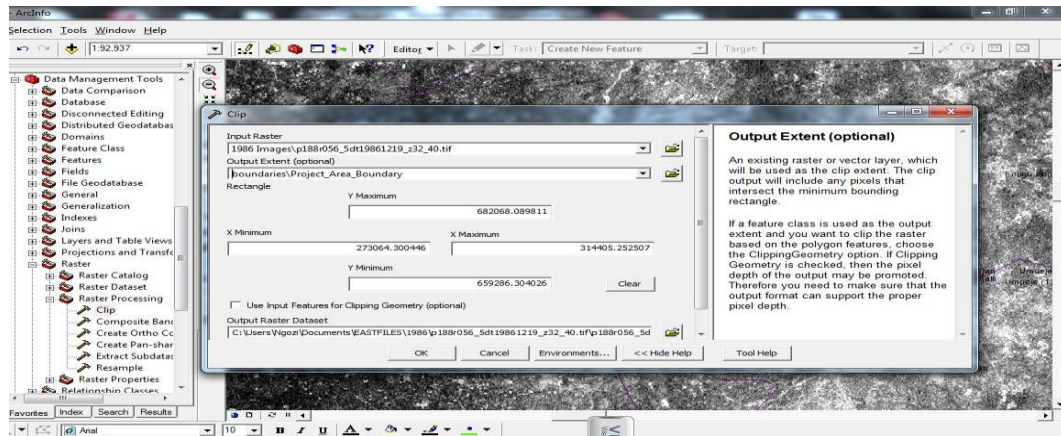 ArcInfo
Selection Tools Window Help
1:92,937
Editor
Task: Create New Feature
Target:
Data Management Tools
Data Comparison
Database
Disconnected Editing
Distributed Geodatabas
Domains
Feature Class
Features
Fields
File Geodatabase
General
Generalization
Indexes
Joins
Layers and Table Views
Projections and Transfc
Raster
Raster Catalog
Raster Dataset
Raster Processing
Clip
Composite Banc
Create Ortho Cc
Create Pan-shar
Extract Subdatas
Resample
Raster Properties
Relationship Classes
Favorites Index Search Results
Arial
10
B I U A
Clip
Input Raster
1986 Images\p188r056_5dt19861219_z32_40.tif
Output Extent (optional)
boundaries\Project_Area_Boundary
Rectangle
Y Maximum
682068.089811
X Minimum
X Maximum
273064.300446
314405.252507
Y Minimum
659286.304026
Clear
Use Input Features for Clipping Geometry (optional)
Output Raster Dataset
C:\Users\Ngozi\Documents\EASTFILES\1986\p188r056_5dt19861219_z32_40.tif\p188r056_5d
OK
Cancel
Environments...
<< Hide Help
Tool Help
Output Extent (optional)
An existing raster or vector layer, which
will be used as the clip extent. The clip
output will include any pixels that
intersect the minimum bounding
rectangle.
If a feature class is used as the output
extent and you want to clip the raster
based on the polygon features, choose
the ClippingGeometry option. If Clipping
Geometry is checked, then the pixel
depth of the output may be promoted.
Therefore you need to make sure that the
output format can support the proper
pixel depth.